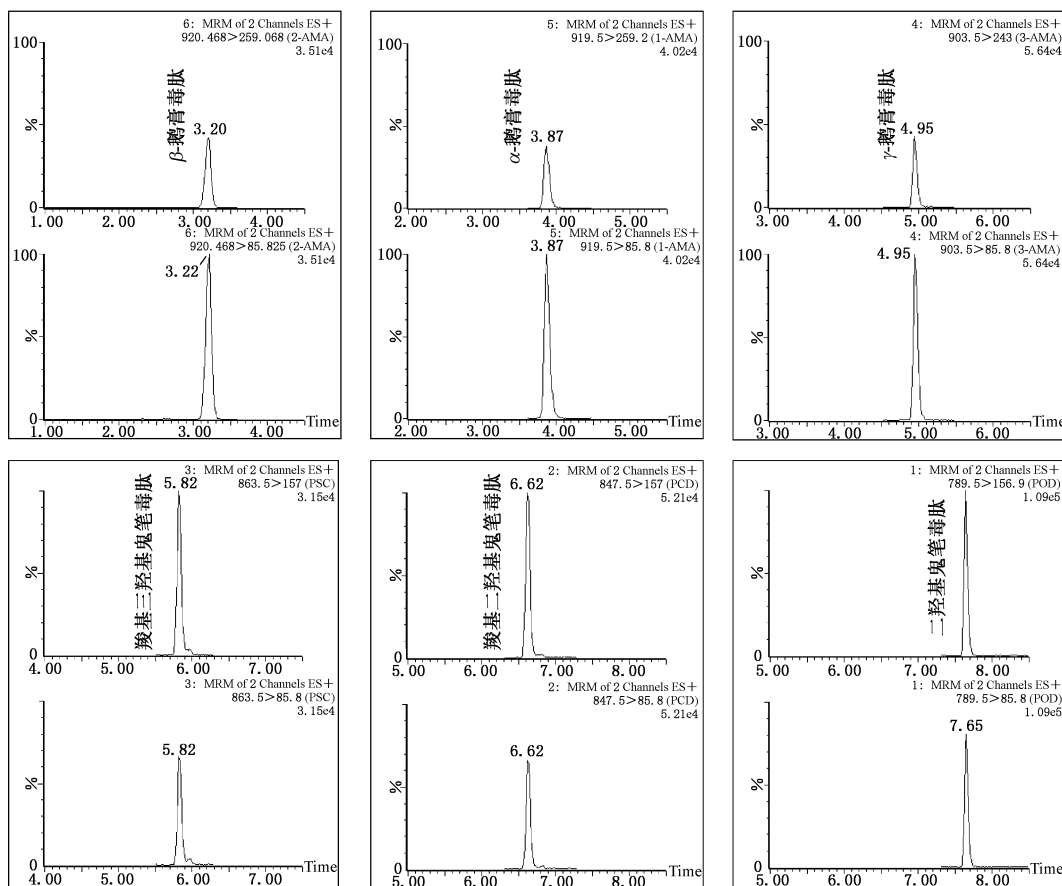 6: MRM of 2 Channels ES+
920.468>259.068 (2-AMA)
3.51e4
100
%
0
β-鹅膏毒肽
3.20
1.00 2.00 3.00 4.00
6: MRM of 2 Channels ES+
920.468>85.825 (2-AMA)
3.51e4
100
%
0
3.22
1.00 2.00 3.00 4.00 Time
5: MRM of 2 Channels ES+
919.5>259.2 (1-AMA)
4.02e4
100
%
0
α-鹅膏毒肽
3.87
2.00 3.00 4.00 5.00
5: MRM of 2 Channels ES+
919.5>85.8 (1-AMA)
4.02e4
100
%
0
3.87
2.00 3.00 4.00 5.00 Time
4: MRM of 2 Channels ES+
903.5>243 (3-AMA)
5.64e4
100
%
0
γ-鹅膏毒肽
4.95
3.00 4.00 5.00 6.00
4: MRM of 2 Channels ES+
903.5>85.8 (3-AMA)
5.64e4
100
%
0
4.95
3.00 4.00 5.00 6.00 Time
3: MRM of 2 Channels ES+
863.5>157 (PSC)
3.15e4
%
0
羧基三羟基鬼笔毒肽
5.82
4.00 5.00 6.00 7.00
3: MRM of 2 Channels ES+
863.5>85.8 (PSC)
3.15e4
%
0
5.82
4.00 5.00 6.00 7.00 Time
2: MRM of 2 Channels ES+
847.5>157 (PCD)
5.21e4
%
0
羧基二羟基鬼笔毒肽
6.62
5.00 6.00 7.00 8.00
2: MRM of 2 Channels ES+
847.5>85.8 (PCD)
5.21e4
%
0
6.62
5.00 6.00 7.00 8.00 Time
1: MRM of 2 Channels ES+
789.5>156.9 (POD)
1.09e5
%
0
二羟基鬼笔毒肽
5.00 6.00 7.00 8.00
1: MRM of 2 Channels ES+
789.5>85.8 (POD)
1.09e5
%
0
7.65
5.00 6.00 7.00 8.00 Time